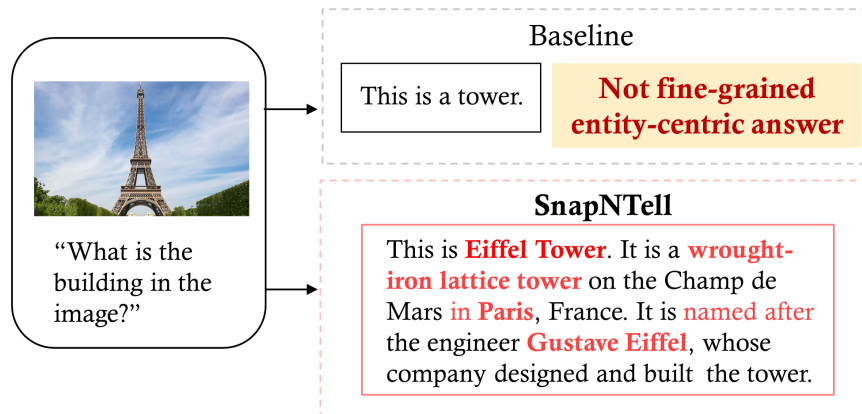 Baseline
This is a tower.
Not fine-grained
entity-centric answer
“What is the
building in the
image?”
SnapNTell
This is Eiffel Tower. It is a wrought-
iron lattice tower on the Champ de
Mars in Paris, France. It is named after
the engineer Gustave Eiffel, whose
company designed and built the tower.